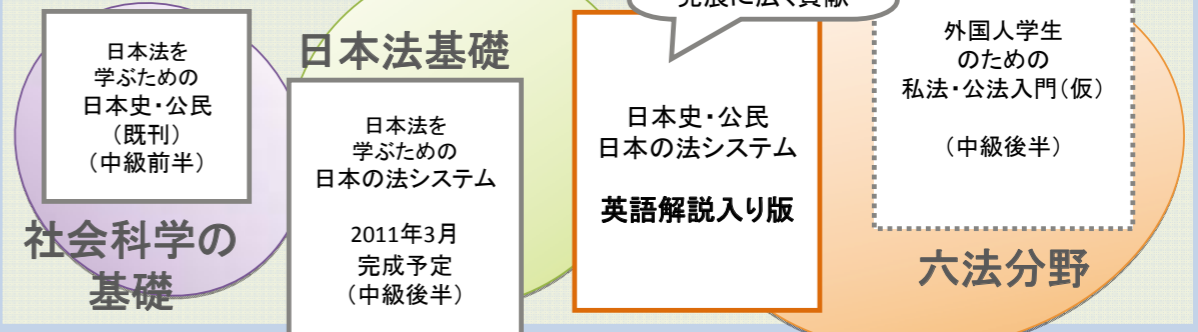 日本法を
学ぶための
日本史・公民
（既刊）
（中級前半）
社会科学の
基礎
日本法基礎
日本法を
学ぶための
日本の法システム
2011年3月
完成予定
（中級後半）
日本史・公民
日本の法システム
英語解説入り版
外国人学生
のための
私法・公法入門（仮）
（中級後半）
六法分野